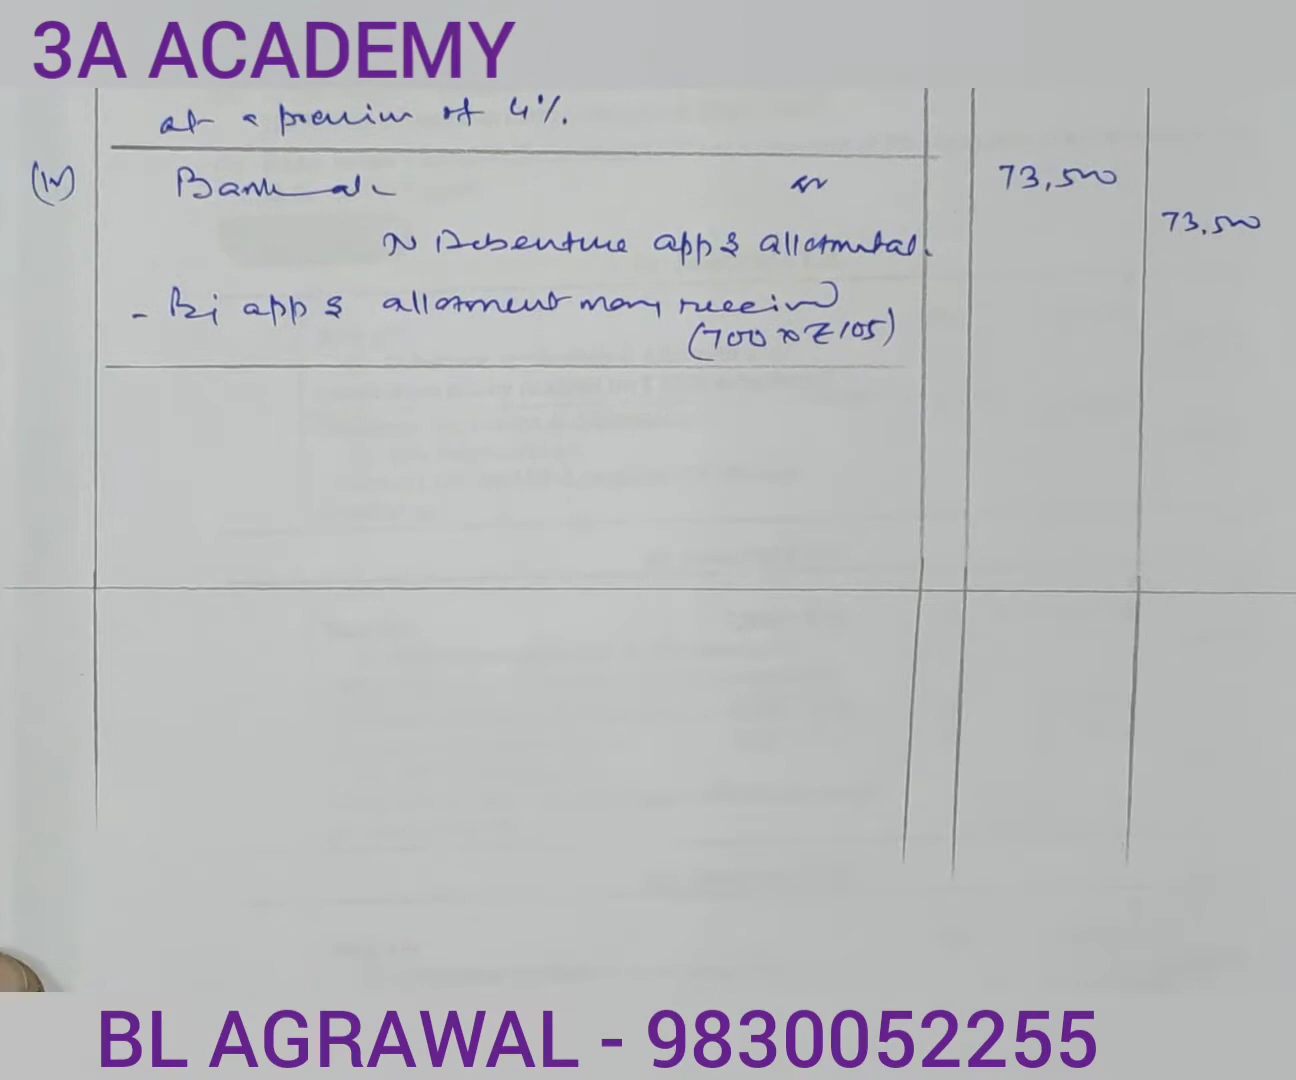 3A ACADEMY
at a premium of 4%.
(iv) Bank a/c Dr 73,500
To Debenture app & allotment a/c. 73,500
- Bi app & allotment money received
(700 x ₹105)
BL AGRAWAL - 9830052255